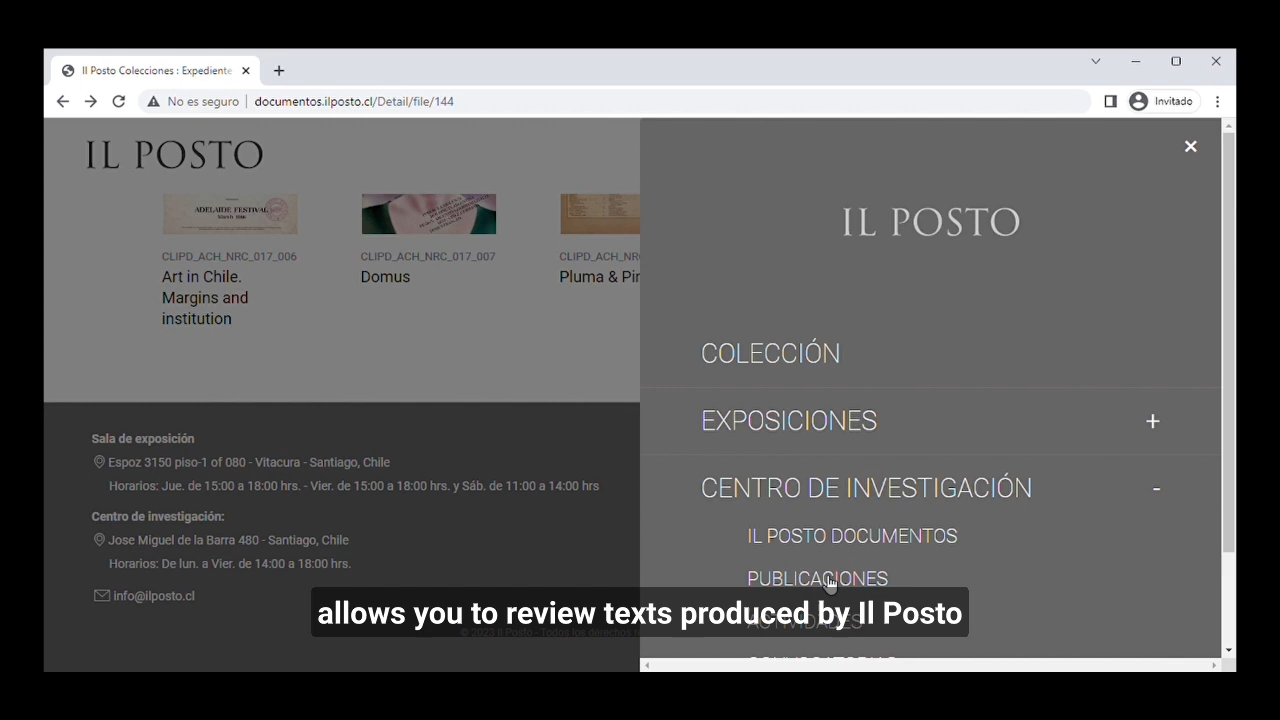 Il Posto Colecciones : Expediente
No es seguro
documentos.ilposto.cl/Detail/file/144
Invitado
IL POSTO
ADELAIDE FESTIVAL
CLIPD_ACH_NRC_017_006
Art in Chile.
Margins and
institution
CLIPD_ACH_NRC_017_007
Domus
CLIPD_ACH_NRC
Pluma & Pin
Sala de exposición
Espoz 3150 piso-1 of 080 - Vitacura - Santiago, Chile
Horarios: Jue. de 15:00 a 18:00 hrs. - Vier. de 15:00 a 18:00 hrs. y Sáb. de 11:00 a 14:00 hrs
Centro de investigación:
Jose Miguel de la Barra 480 - Santiago, Chile
Horarios: De lun. a Vier. de 14:00 a 18:00 hrs.
info@ilposto.cl
IL POSTO
COLECCIÓN
EXPOSICIONES +
CENTRO DE INVESTIGACIÓN -
IL POSTO DOCUMENTOS
PUBLICACIONES
ACTIVIDADES
allows you to review texts produced by Il Posto